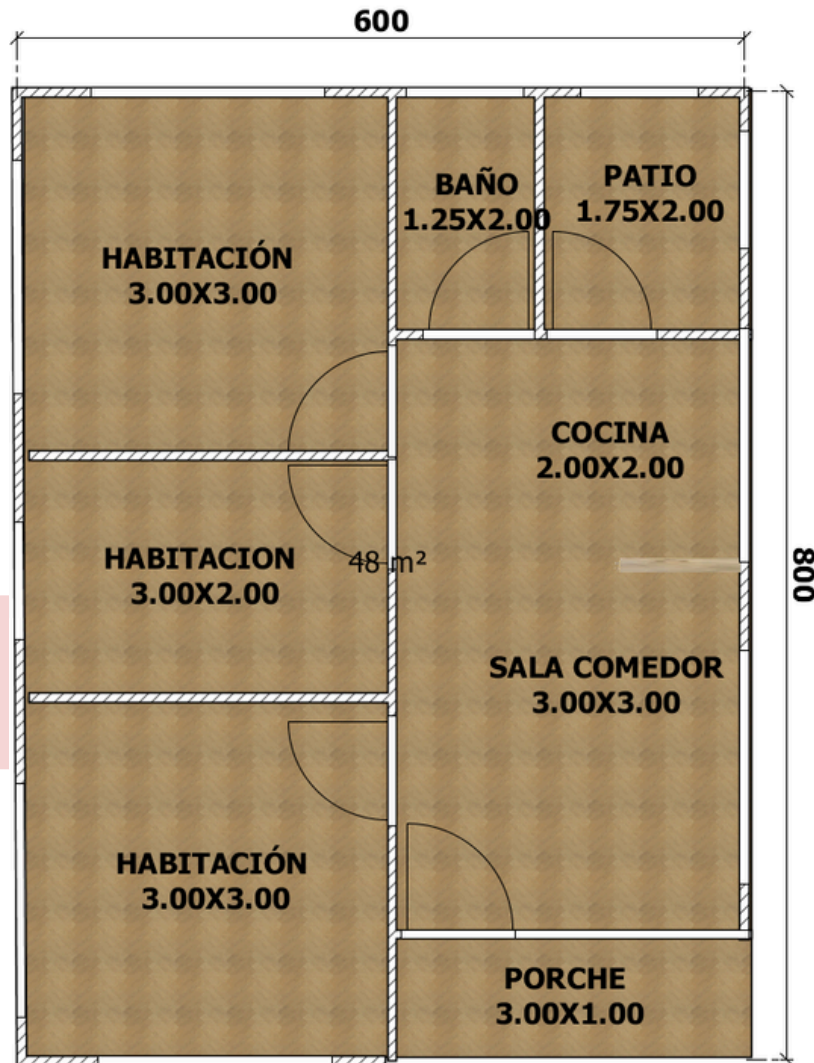 600
BAÑO
1.25X2.00
PATIO
1.75X2.00
HABITACIÓN
3.00X3.00
COCINA
2.00X2.00
HABITACION
3.00X2.00
48 m²
800
SALA COMEDOR
3.00X3.00
HABITACIÓN
3.00X3.00
PORCHE
3.00X1.00